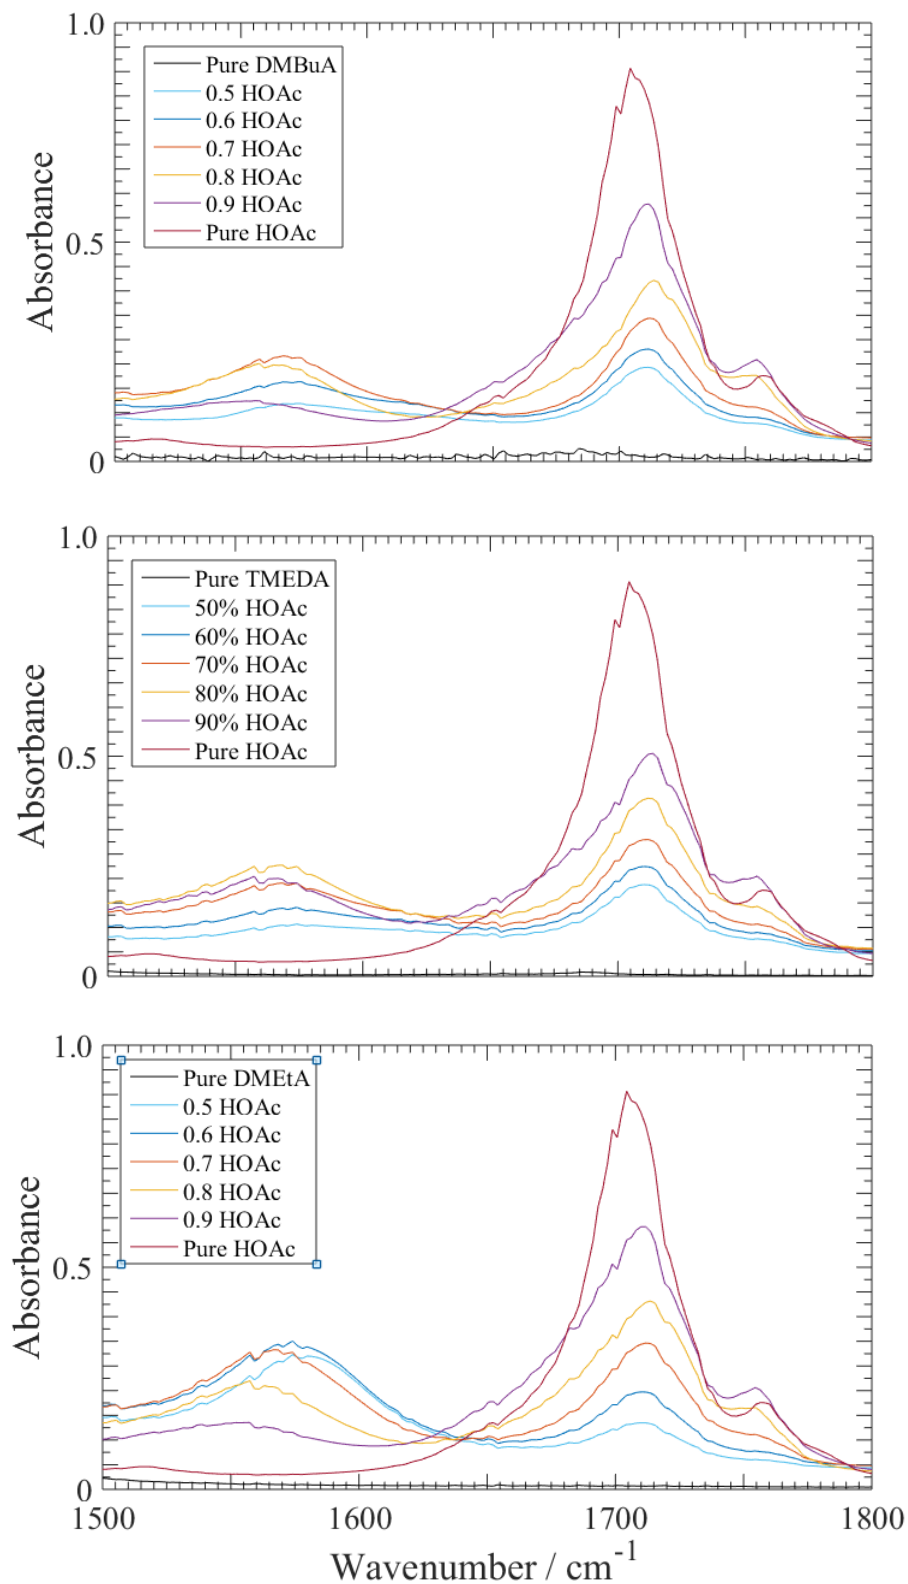 1.0
Pure DMBuA
0.5 HOAc
0.6 HOAc
0.7 HOAc
0.8 HOAc
0.9 HOAc
Pure HOAc
Absorbance
0.5
0
1.0
Pure TMEDA
50% HOAc
60% HOAc
70% HOAc
80% HOAc
90% HOAc
Pure HOAc
Absorbance
0.5
0
1.0
Pure DMEtA
0.5 HOAc
0.6 HOAc
0.7 HOAc
0.8 HOAc
0.9 HOAc
Pure HOAc
Absorbance
0.5
0
1500 1600 1700 1800
Wavenumber / cm⁻¹